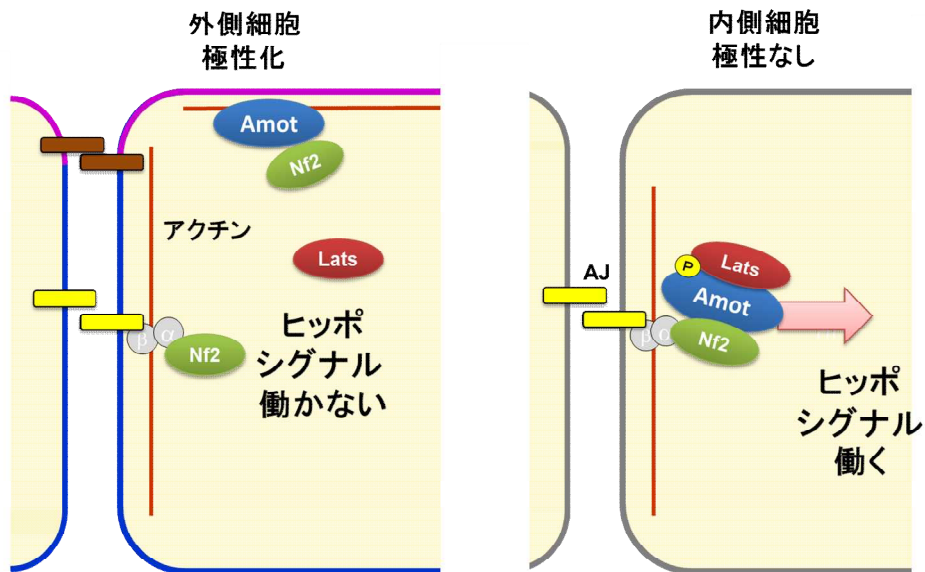 外側細胞
極性化
Amot
Nf2
アクチン
Lats
β α
Nf2
ヒッポ
シグナル
働かない
内側細胞
極性なし
AJ
P
Lats
Amot
β α
Nf2
ヒッポ
シグナル
働く